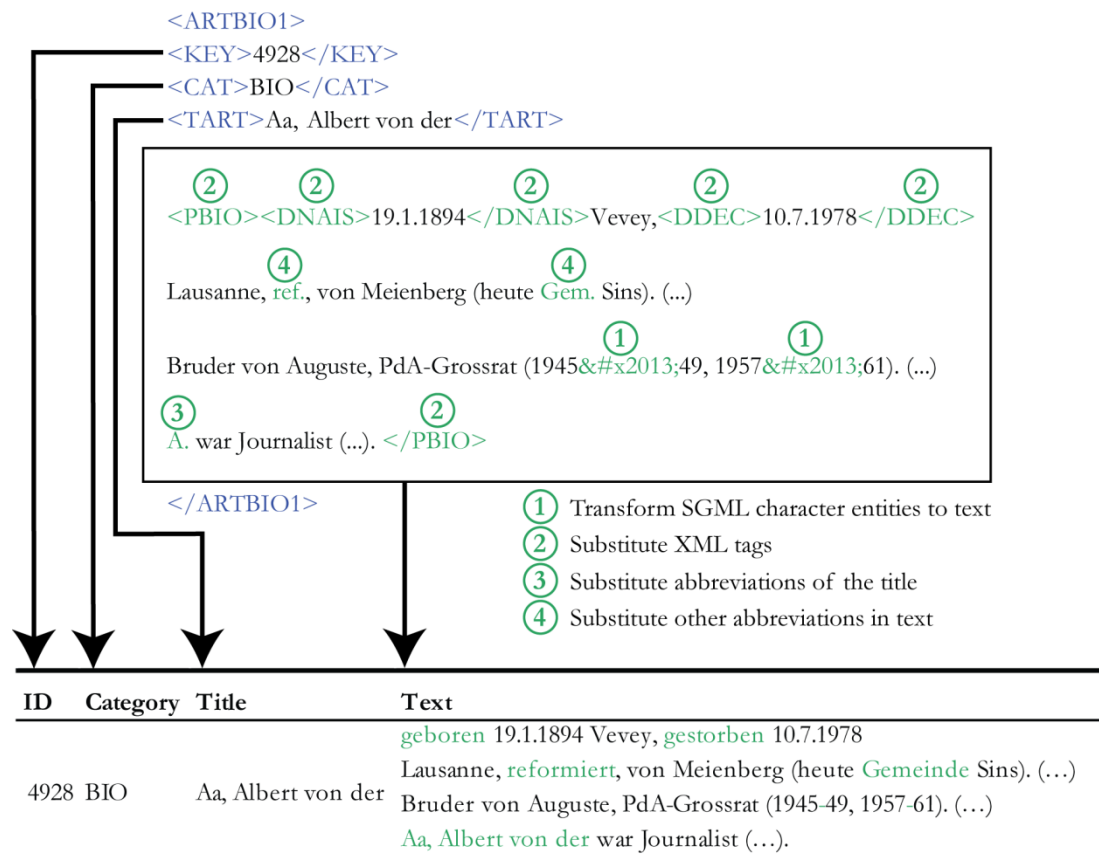 <ARTBIO1>
<KEY>4928</KEY>
<CAT>BIO</CAT>
<TART>Aa, Albert von der</TART>
2 2 2 2 2
<PBIO><DNAIS>19.1.1894</DNAIS>Vevey,<DDEC>10.7.1978</DDEC>
4 4
Lausanne, ref., von Meienberg (heute Gem. Sins). (...)
1 1
Bruder von Auguste, PdA-Grossrat (1945&#x2013;49, 1957&#x2013;61). (...)
3 2
A. war Journalist (...). </PBIO>
</ARTBIO1>
1 Transform SGML character entities to text
2 Substitute XML tags
3 Substitute abbreviations of the title
4 Substitute other abbreviations in text
ID Category Title Text
geboren 19.1.1894 Vevey, gestorben 10.7.1978
Lausanne, reformiert, von Meienberg (heute Gemeinde Sins). (…)
4928 BIO Aa, Albert von der
Bruder von Auguste, PdA-Grossrat (1945-49, 1957-61). (…)
Aa, Albert von der war Journalist (…).